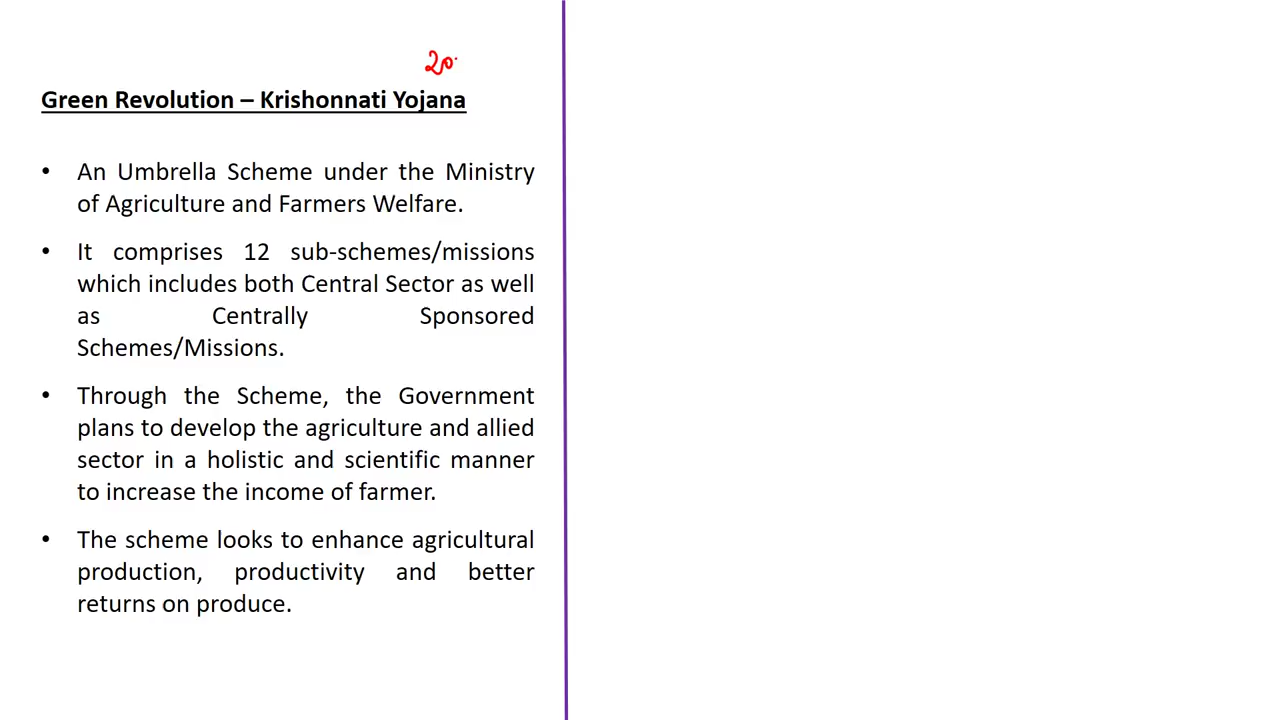 Green Revolution – Krishonnati Yojana
• An Umbrella Scheme under the Ministry
of Agriculture and Farmers Welfare.
• It comprises 12 sub-schemes/missions
which includes both Central Sector as well
as Centrally Sponsored
Schemes/Missions.
• Through the Scheme, the Government
plans to develop the agriculture and allied
sector in a holistic and scientific manner
to increase the income of farmer.
• The scheme looks to enhance agricultural
production, productivity and better
returns on produce.